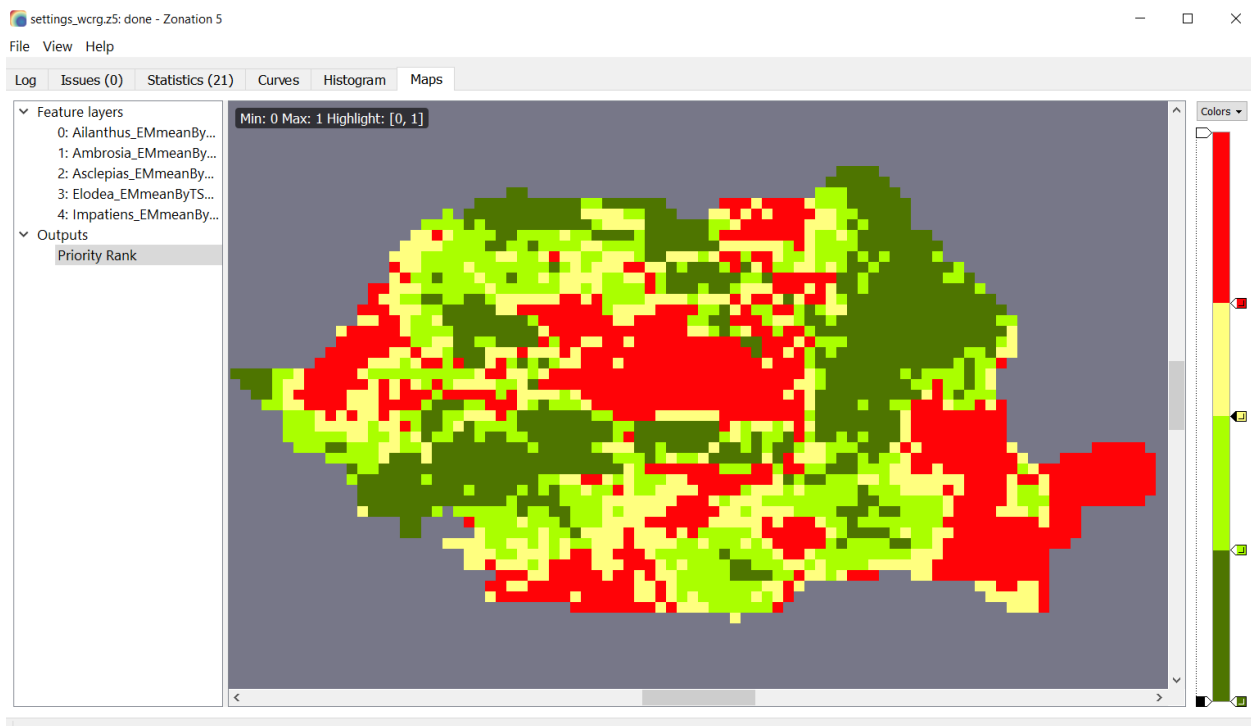 settings_wcrg.z5: done - Zonation 5
File View Help
Log Issues (0) Statistics (21) Curves Histogram Maps
Feature layers
0: Ailanthus_EMmeanBy...
1: Ambrosia_EMmeanBy...
2: Asclepias_EMmeanBy...
3: Elodea_EMmeanByTS...
4: Impatiens_EMmeanBy...
Outputs
Priority Rank
Min: 0 Max: 1 Highlight: [0, 1]
Colors